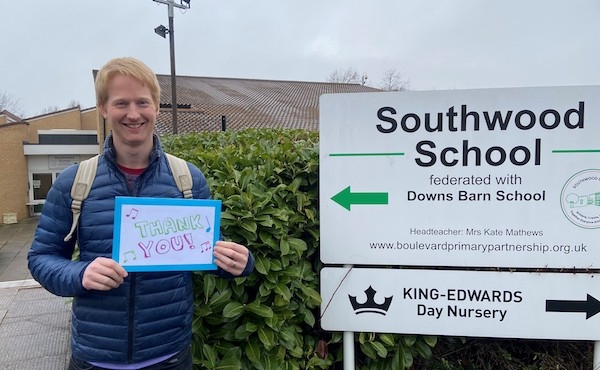 THANK
YOU!
Southwood
School
federated with
Downs Barn School
Headteacher: Mrs Kate Mathews
www.boulevardprimarypartnership.org.uk
KING-EDWARDS
Day Nursery